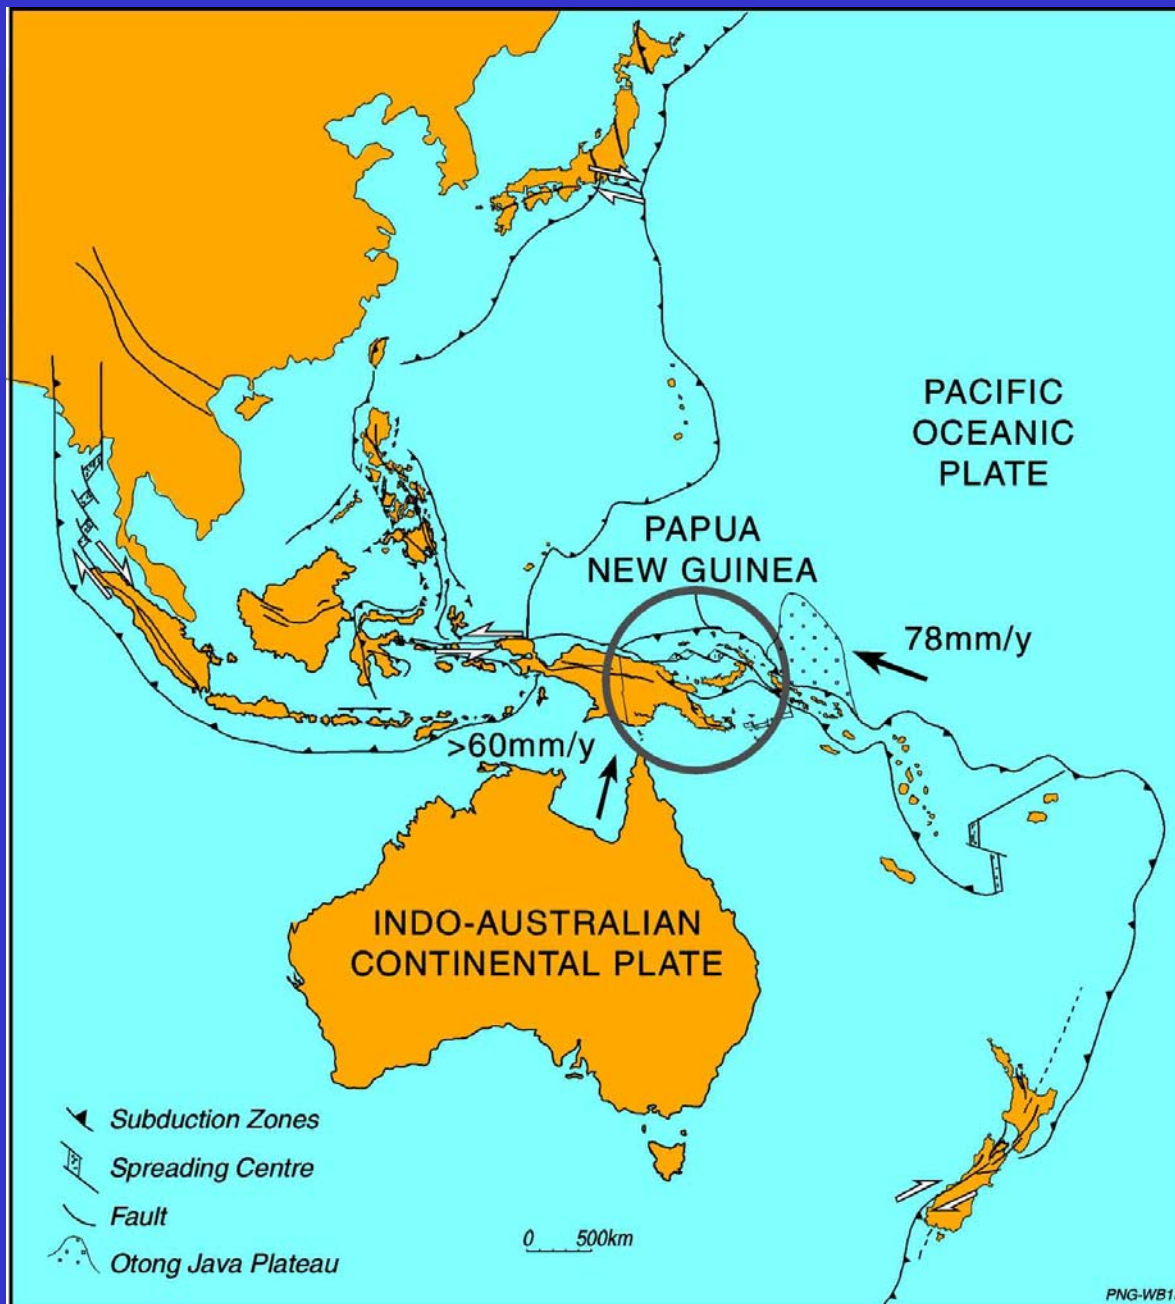 PACIFIC
OCEANIC
PLATE
PAPUA
NEW GUINEA
78mm/y
>60mm/y
INDO-AUSTRALIAN
CONTINENTAL PLATE
Subduction Zones
Spreading Centre
Fault
Otong Java Plateau
0 500km